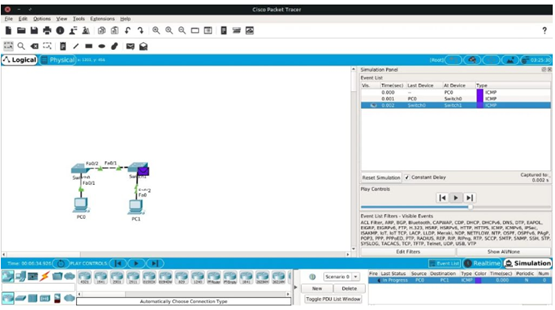 Cisco Packet Tracer
File Edit Options View Tools Extensions Help
Logical Physical
[Root]
Simulation Panel
Event List
Vis. Time(sec) Last Device At Device Type
0.000 -- PC0 ICMP
0.001 PC0 Switch0 ICMP
0.002 Switch0 Switch1 ICMP
Fa0/2 Fa0/1
Fa0/1
Fa0
PC0 PC1
Reset Simulation Constant Delay Captured to:
0.002 s
Play Controls
Event List Filters - Visible Events
ACL Filter, ARP, BGP, Bluetooth, CAPWAP, CDP, DHCP, DHCPv6, DNS, DTP, EAPOL,
EIGRP, EIGRPv6, FTP, H.323, HSRP, HSRPv6, HTTP, HTTPS, ICMP, ICMPv6, IPSec,
ISAKMP, IoT, IoT TCP, LACP, LLDP, Meraki, NDP, NETFLOW, NTP, OSPF, OSPFv6, PAgP,
POP3, PPP, PPPoED, PTP, RADIUS, REP, RIP, RIPng, RTP, SCCP, SMTP, SNMP, SSH, STP,
SYSLOG, TACACS, TCP, TFTP, Telnet, UDP, USB, VTP
Edit Filters Show All/None
Time: 00:00:34.926 PLAY CONTROLS:
Event List Realtime Simulation
Scenario 0
New Delete
Toggle PDU List Window
Fire Last Status Source Destination Type Color Time(sec) Periodic Num
In Progress PC0 PC1 ICMP 0.000 N 0
Automatically Choose Connection Type